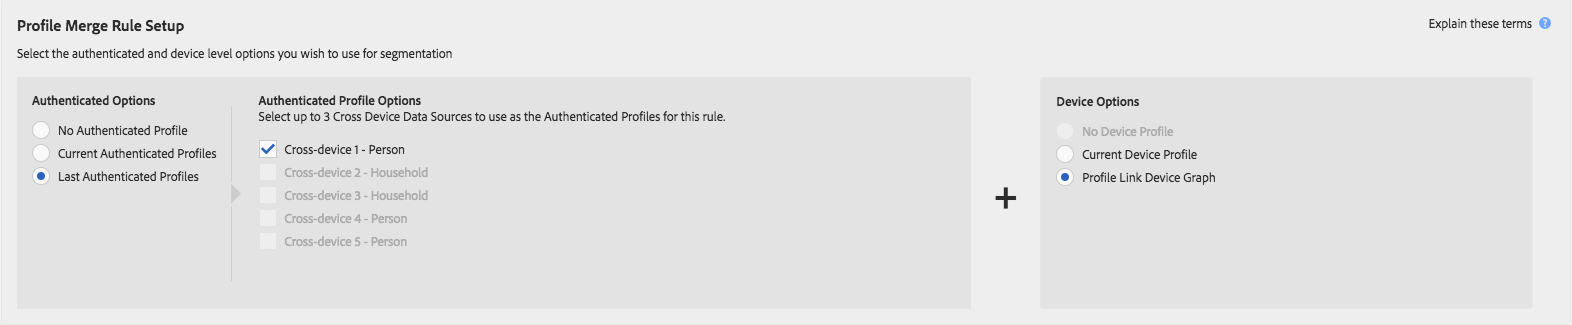 Profile Merge Rule Setup
Explain these terms ?
Select the authenticated and device level options you wish to use for segmentation
Authenticated Options
No Authenticated Profile
Current Authenticated Profiles
Last Authenticated Profiles
Authenticated Profile Options
Select up to 3 Cross Device Data Sources to use as the Authenticated Profiles for this rule.
Cross-device 1 - Person
Cross-device 2 - Household
Cross-device 3 - Household
Cross-device 4 - Person
Cross-device 5 - Person
+
Device Options
No Device Profile
Current Device Profile
Profile Link Device Graph